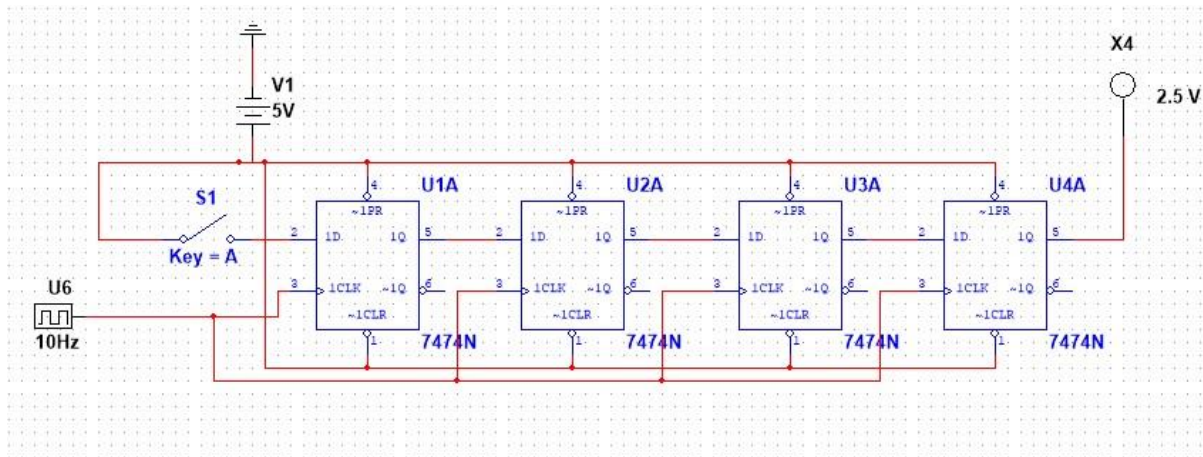 V1
5V
X4
2.5 V
S1
Key = A
U6
10Hz
U1A
4
~1PR
2
1D
1Q
5
3
1CLK
~1Q
6
~1CLR
1
7474N
U2A
4
~1PR
2
1D
1Q
5
3
1CLK
~1Q
6
~1CLR
1
7474N
U3A
4
~1PR
2
1D
1Q
5
3
1CLK
~1Q
6
~1CLR
1
7474N
U4A
4
~1PR
2
1D
1Q
5
3
1CLK
~1Q
6
~1CLR
1
7474N